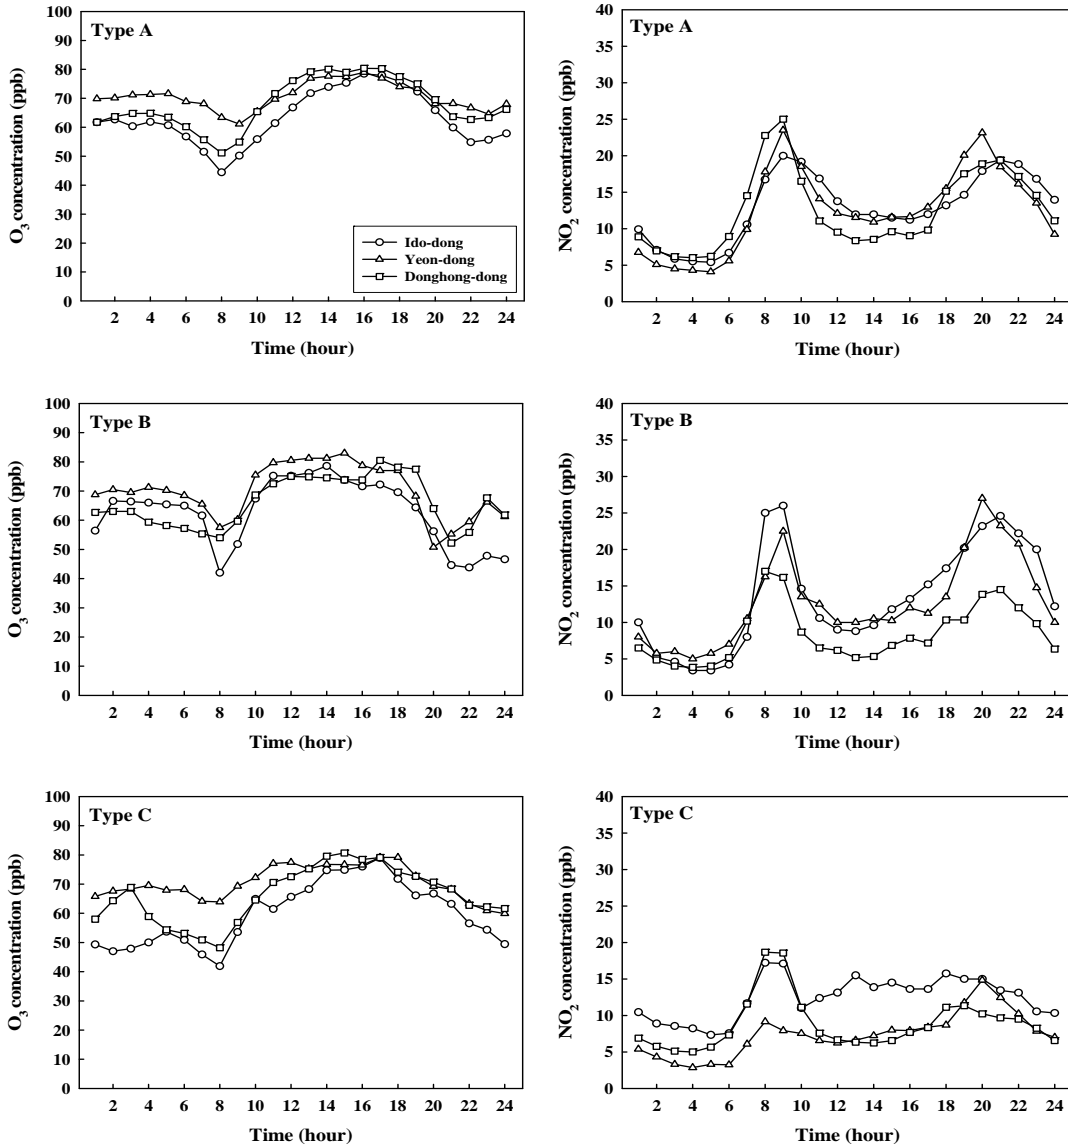 Type A
O3 concentration (ppb)
100
90
80
70
60
50
40
30
20
10
0
Ido-dong
Yeon-dong
Donghong-dong
2 4 6 8 10 12 14 16 18 20 22 24
Time (hour)
Type A
NO2 concentration (ppb)
40
35
30
25
20
15
10
5
0
2 4 6 8 10 12 14 16 18 20 22 24
Time (hour)
Type B
O3 concentration (ppb)
100
90
80
70
60
50
40
30
20
10
0
2 4 6 8 10 12 14 16 18 20 22 24
Time (hour)
Type B
NO2 concentration (ppb)
40
35
30
25
20
15
10
5
0
2 4 6 8 10 12 14 16 18 20 22 24
Time (hour)
Type C
O3 concentration (ppb)
100
90
80
70
60
50
40
30
20
10
0
2 4 6 8 10 12 14 16 18 20 22 24
Time (hour)
Type C
NO2 concentration (ppb)
40
35
30
25
20
15
10
5
0
2 4 6 8 10 12 14 16 18 20 22 24
Time (hour)